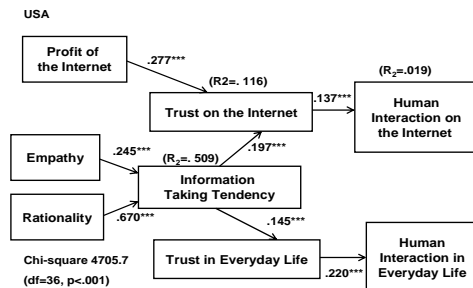 USA
Profit of
the Internet
.277***
(R2=. 116)
(R₂=.019)
Trust on the Internet
.137***
Human
Interaction on
the Internet
.197***
Empathy
.245***
(R₂=. 509)
Information
Taking Tendency
Rationality
.670***
.145***
Trust in Everyday Life
.220***
Human
Interaction in
Everyday Life
Chi-square 4705.7
(df=36, p<.001)